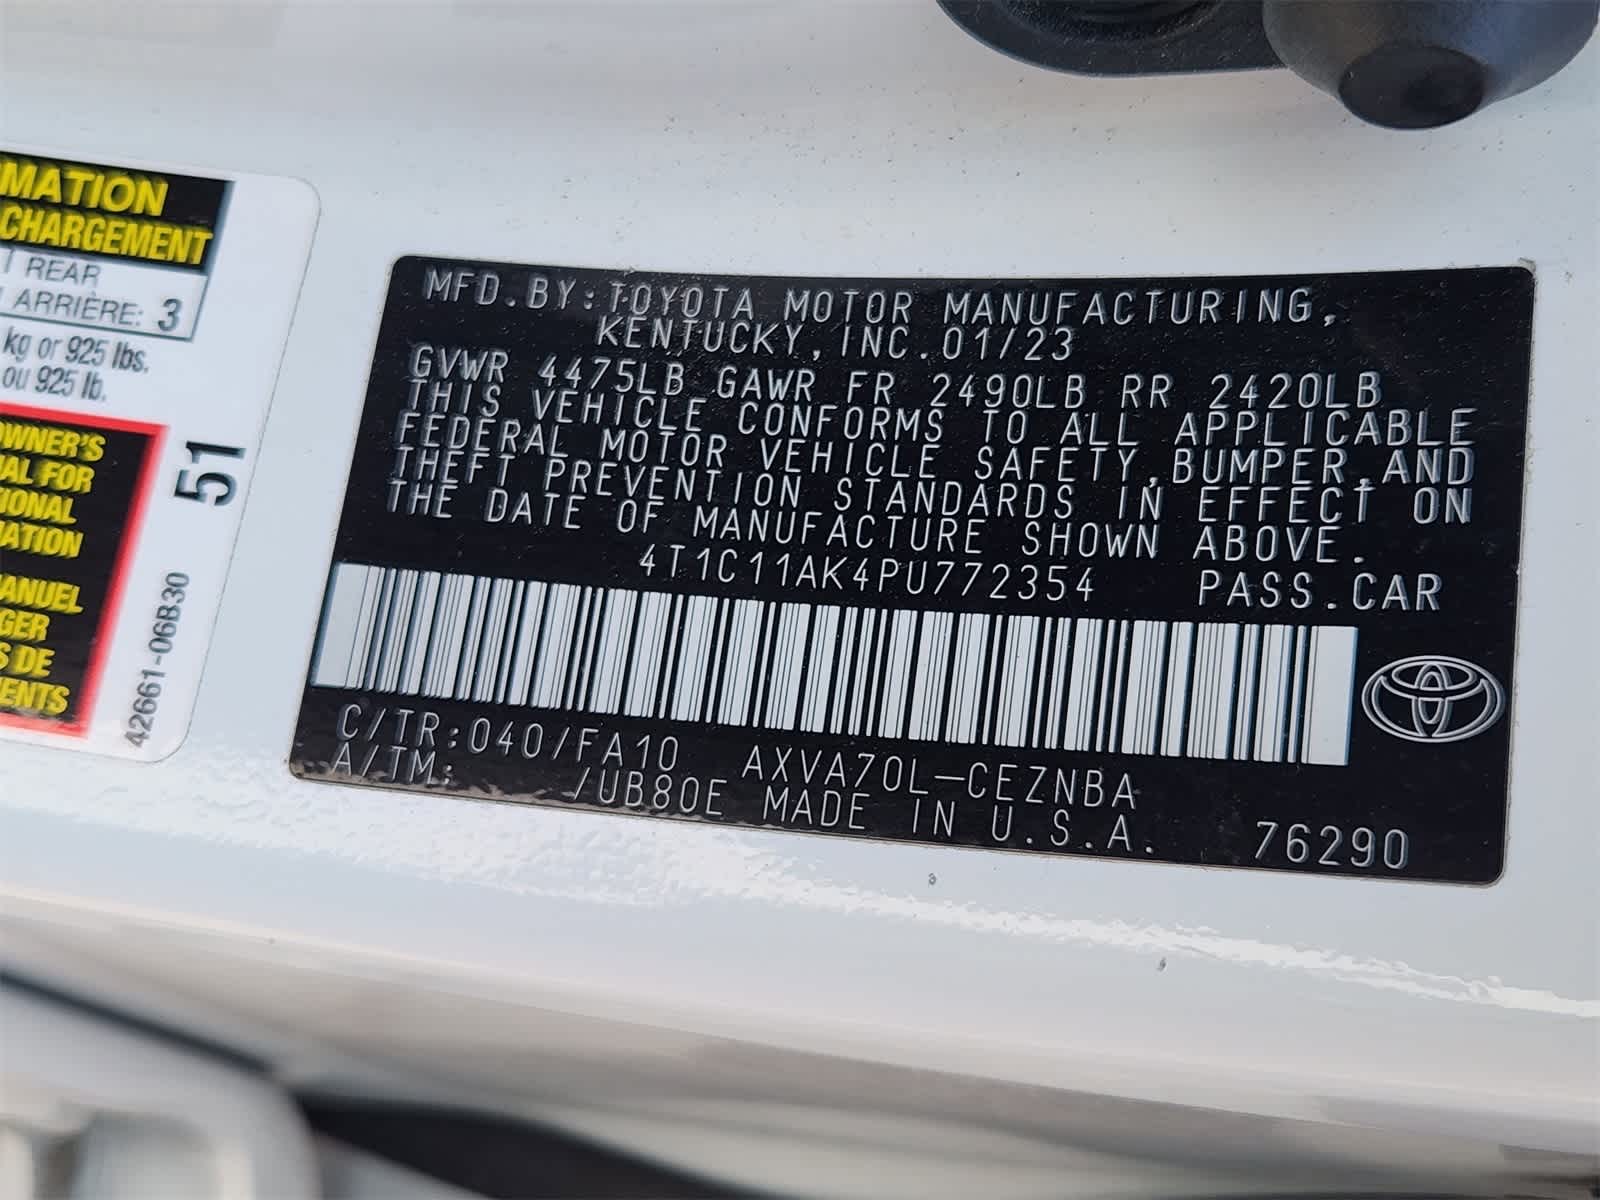 MATION
CHARGEMENT
REAR
ARRIÈRE: 3
kg or 925 lbs.
ou 925 lb.
OWNER'S
FOR
51
42661-06B30
MFD.BY:TOYOTA MOTOR MANUFACTURING,
KENTUCKY,INC.01/23
GVWR 4475LB GAWR FR 2490LB RR 2420LB
THIS VEHICLE CONFORMS TO ALL APPLICABLE
FEDERAL MOTOR VEHICLE SAFETY,BUMPER,AND
THEFT PREVENTION STANDARDS IN EFFECT ON
THE DATE OF MANUFACTURE SHOWN ABOVE.
4T1C11AK4PU772354 PASS.CAR
C/TR:040/FA10 AXVA70L-CEZNBA
A/TM: /UB80E MADE IN U.S.A. 76290